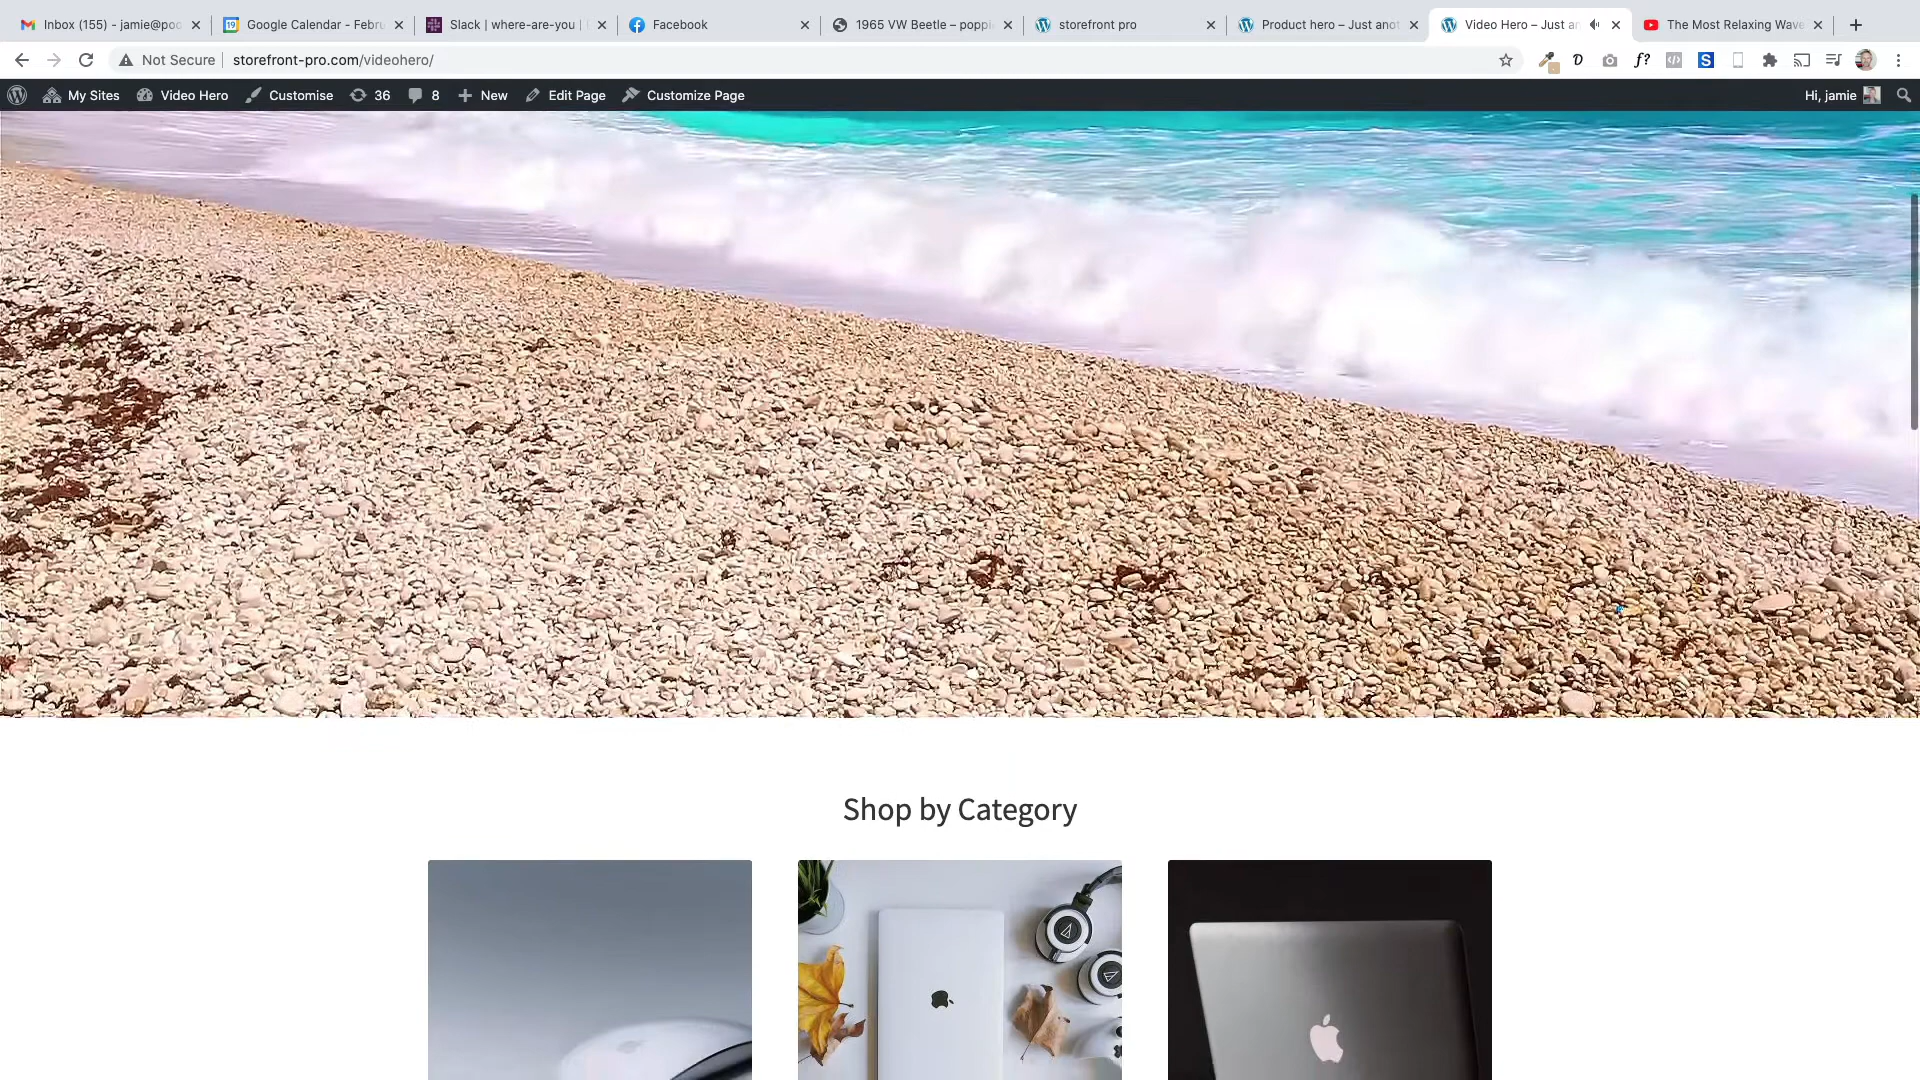 Inbox (155) - jamie@poo
Google Calendar - Febru
Slack | where-are-you |
Facebook
1965 VW Beetle – poppi
storefront pro
Product hero – Just anot
Video Hero – Just an
The Most Relaxing Wave
Not Secure
storefront-pro.com/videohero/
My Sites
Video Hero
Customise
36
8
New
Edit Page
Customize Page
Hi, jamie
Shop by Category